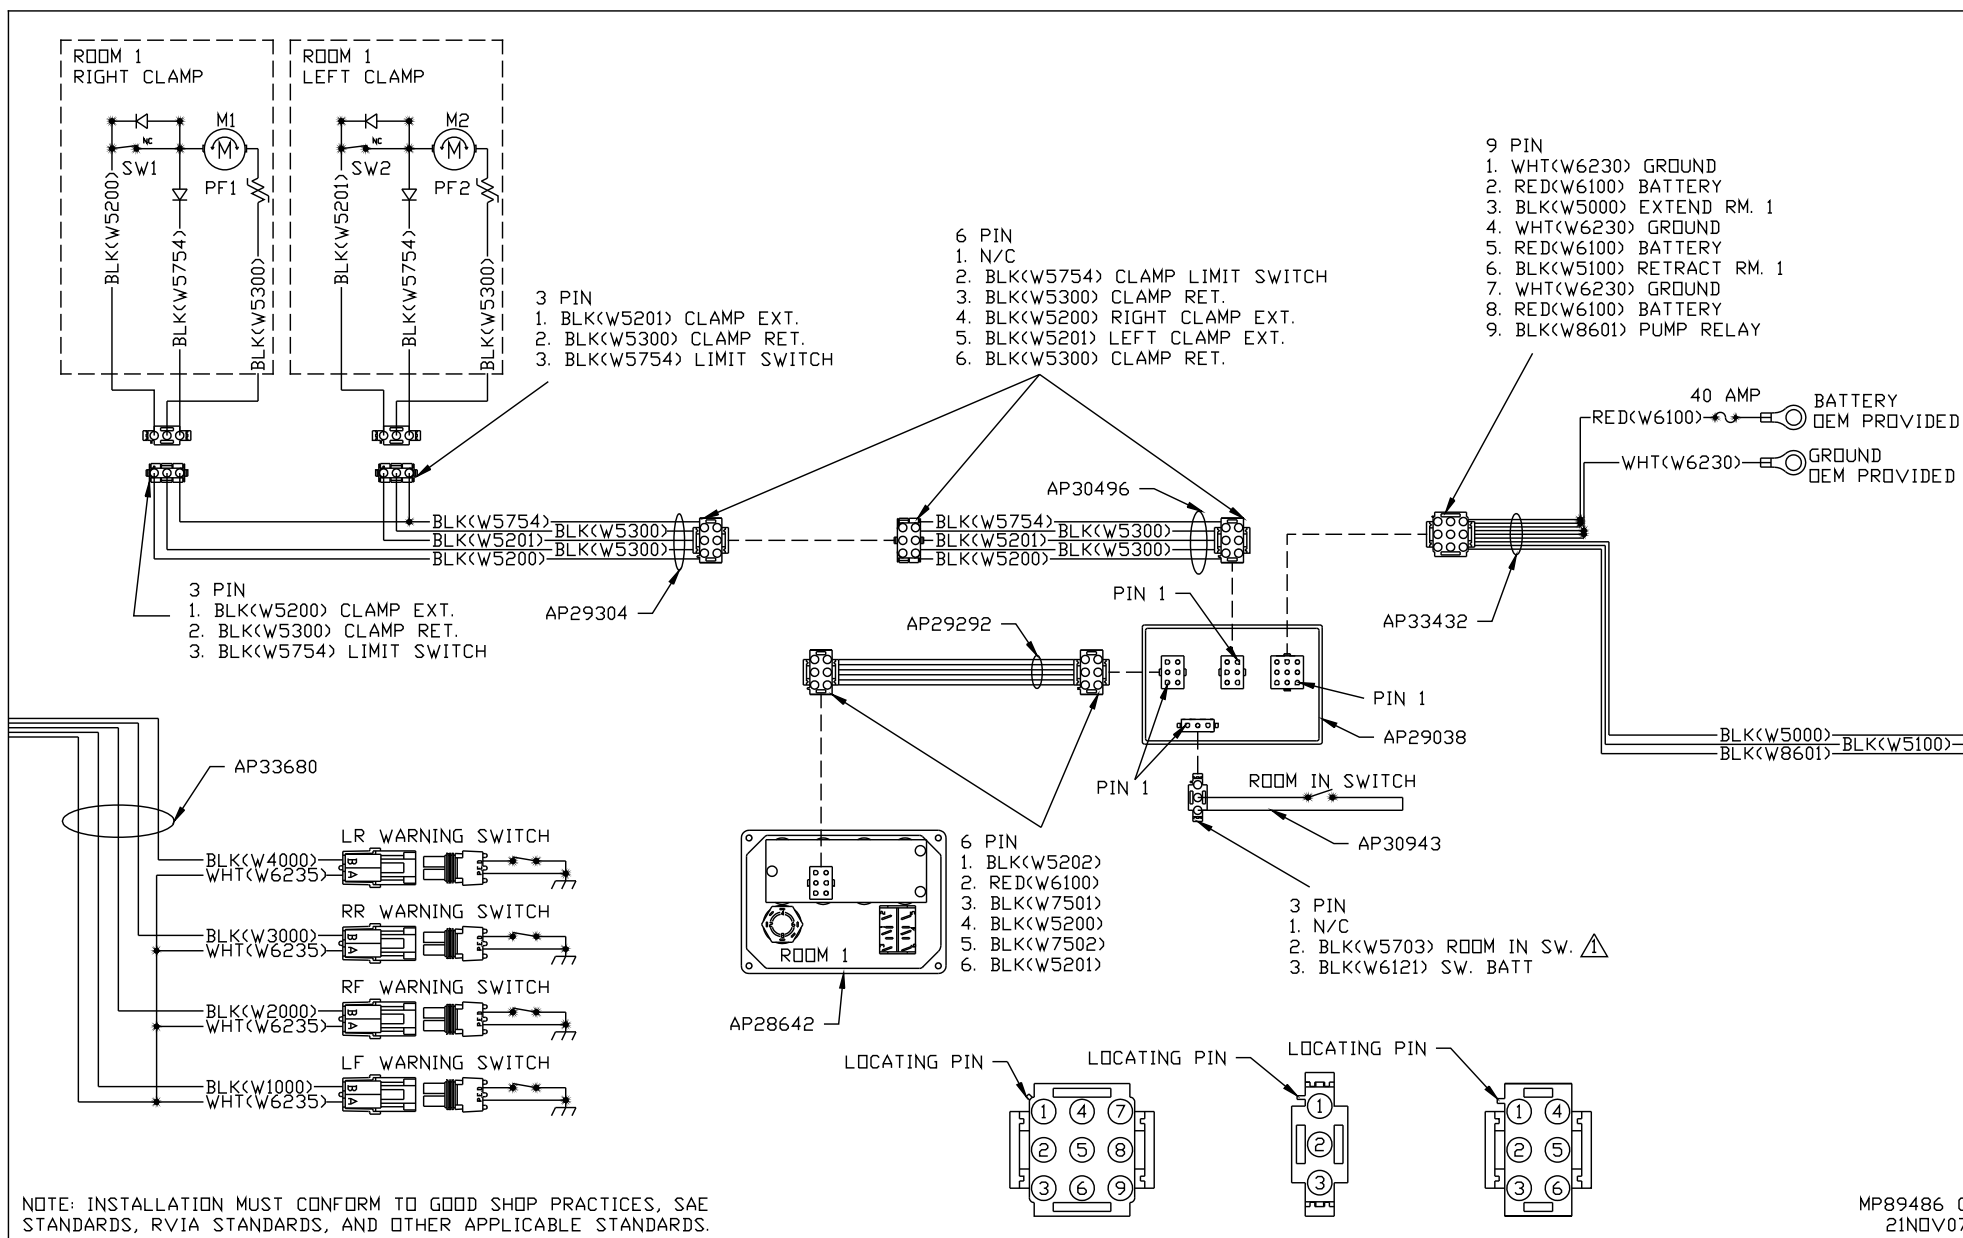 ROOM 1
RIGHT CLAMP
ROOM 1
LEFT CLAMP
M1
NC
SW1
PF1
M
BLK(W5200)
BLK(W5754)
BLK(W5300)
M2
NC
SW2
PF2
M
BLK(W5201)
BLK(W5754)
BLK(W5300)
3 PIN
1. BLK(W5201) CLAMP EXT.
2. BLK(W5300) CLAMP RET.
3. BLK(W5754) LIMIT SWITCH
6 PIN
1. N/C
2. BLK(W5754) CLAMP LIMIT SWITCH
3. BLK(W5300) CLAMP RET.
4. BLK(W5200) RIGHT CLAMP EXT.
5. BLK(W5201) LEFT CLAMP EXT.
6. BLK(W5300) CLAMP RET.
9 PIN
1. WHT(W6230) GROUND
2. RED(W6100) BATTERY
3. BLK(W5000) EXTEND RM. 1
4. WHT(W6230) GROUND
5. RED(W6100) BATTERY
6. BLK(W5100) RETRACT RM. 1
7. WHT(W6230) GROUND
8. RED(W6100) BATTERY
9. BLK(W8601) PUMP RELAY
40 AMP
RED(W6100)
BATTERY
OEM PROVIDED
WHT(W6230)
GROUND
OEM PROVIDED
BLK(W5754)
BLK(W5300)
BLK(W5201)
BLK(W5300)
BLK(W5200)
AP29304
AP30496
BLK(W5754)
BLK(W5300)
BLK(W5201)
BLK(W5300)
BLK(W5200)
3 PIN
1. BLK(W5200) CLAMP EXT.
2. BLK(W5300) CLAMP RET.
3. BLK(W5754) LIMIT SWITCH
AP29292
PIN 1
AP33432
PIN 1
AP29038
PIN 1
BLK(W5000)
BLK(W5100)
BLK(W8601)
ROOM IN SWITCH
AP30943
AP33680
LR WARNING SWITCH
BLK(W4000)
WHT(W6235)
B
A
RR WARNING SWITCH
BLK(W3000)
WHT(W6235)
B
A
RF WARNING SWITCH
BLK(W2000)
WHT(W6235)
B
A
LF WARNING SWITCH
BLK(W1000)
WHT(W6235)
B
A
ROOM 1
AP28642
6 PIN
1. BLK(W5202)
2. RED(W6100)
3. BLK(W7501)
4. BLK(W5200)
5. BLK(W7502)
6. BLK(W5201)
3 PIN
1. N/C
2. BLK(W5703) ROOM IN SW. 1
3. BLK(W6121) SW. BATT
LOCATING PIN
1 4 7
2 5 8
3 6 9
LOCATING PIN
1
2
3
LOCATING PIN
1 4
2 5
3 6
NOTE: INSTALLATION MUST CONFORM TO GOOD SHOP PRACTICES, SAE
STANDARDS, RVIA STANDARDS, AND OTHER APPLICABLE STANDARDS.
MP89486
21NOV07